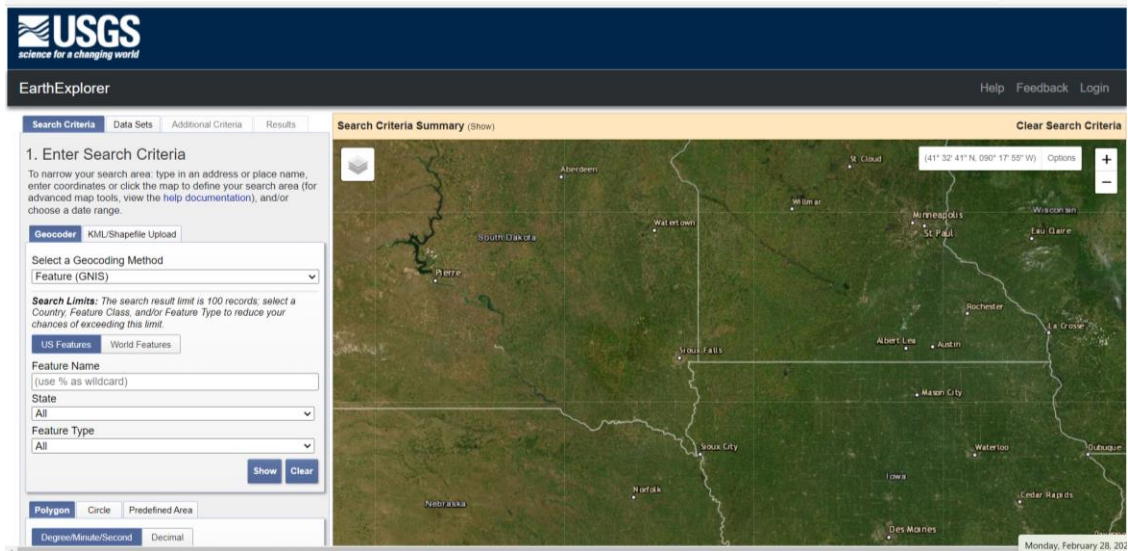 USGS
science for a changing world
EarthExplorer
Help Feedback Login
Search Criteria Data Sets Additional Criteria Results
1. Enter Search Criteria
To narrow your search area: type in an address or place name,
enter coordinates or click the map to define your search area (for
advanced map tools, view the help documentation), and/or
choose a date range.
Geocoder KML/Shapefile Upload
Select a Geocoding Method
Feature (GNIS)
Search Limits: The search result limit is 100 records; select a
Country, Feature Class, and/or Feature Type to reduce your
chances of exceeding this limit.
US Features World Features
Feature Name
(use % as wildcard)
State
All
Feature Type
All
Show Clear
Polygon Circle Predefined Area
Degree/Minute/Second Decimal
Search Criteria Summary (Show) Clear Search Criteria
(41° 32' 41" N, 090° 17' 55" W) Options
+
−
Aberdeen
St Cloud
Willmar
Minneapolis
Wisconsin
Watertown
St Paul
Eau Claire
South Dakota
Pierre
Rochester
La Crosse
Albert Lea
Austin
Sioux Falls
Mason City
Sioux City
Waterloo
Dubuque
Iowa
Norfolk
Cedar Rapids
Nebraska
Des Moines
Monday, February 28, 202